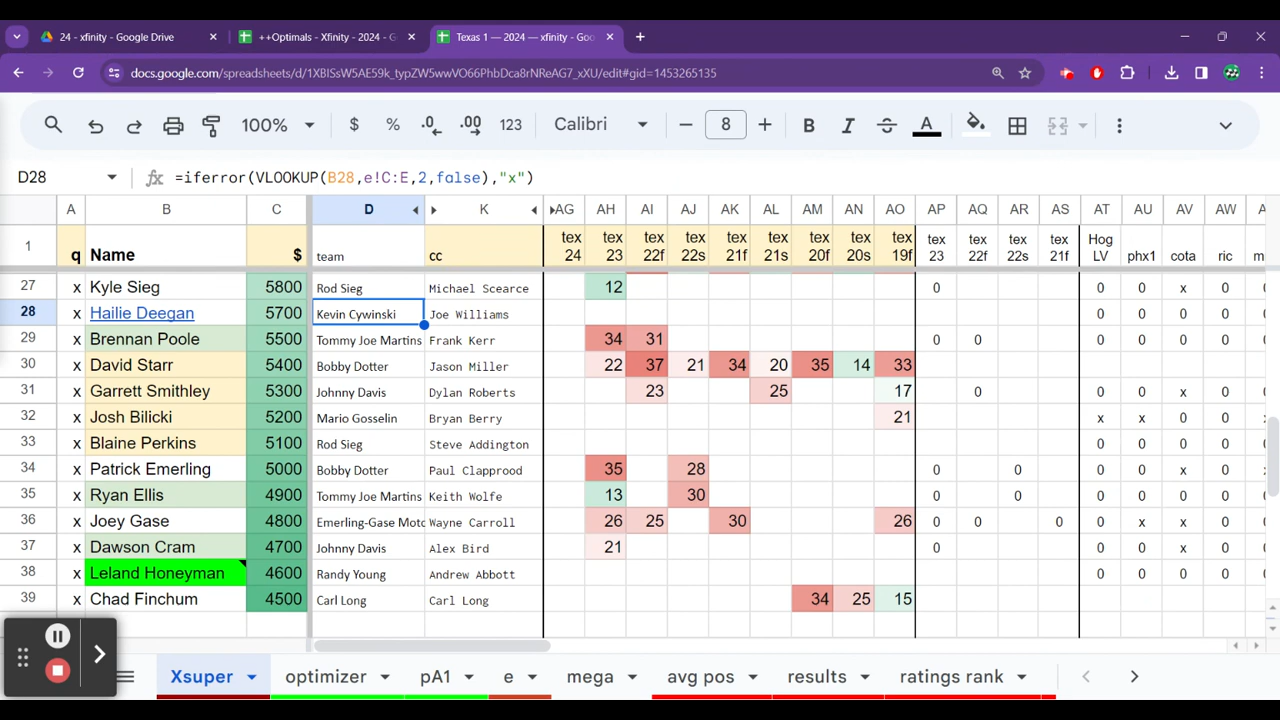 24 - xfinity - Google Drive ++Optimals - Xfinity - 2024 - G Texas 1 — 2024 — xfinity - Goo
docs.google.com/spreadsheets/d/1XBISsW5AE59k_typZW5wwVO66PhbDca8rNReAG7_xXU/edit#gid=1453265135
100% $ % .0 .00 123 Calibri 8 B I S A
D28 fx =iferror(VLOOKUP(B28,e!C:E,2,false),"x")
A B C D K AG AH AI AJ AK AL AM AN AO AP AQ AR AS AT AU AV AW
1 q Name $ team cc tex 24 tex 23 tex 22f tex 22s tex 21f tex 21s tex 20f tex 20s tex 19f tex 23 tex 22f tex 22s tex 21f Hog LV phx1 cota ric
27 x Kyle Sieg 5800 Rod Sieg Michael Scearce 12 0 0 0 x 0
28 x Hailie Deegan 5700 Kevin Cywinski Joe Williams 0 0 0 0
29 x Brennan Poole 5500 Tommy Joe Martins Frank Kerr 34 31 0 0 0 0 0 0
30 x David Starr 5400 Bobby Dotter Jason Miller 22 37 21 34 20 35 14 33
31 x Garrett Smithley 5300 Johnny Davis Dylan Roberts 23 25 17 0 0 0 x 0
32 x Josh Bilicki 5200 Mario Gosselin Bryan Berry 21 x x 0 0
33 x Blaine Perkins 5100 Rod Sieg Steve Addington 0 0 0 0
34 x Patrick Emerling 5000 Bobby Dotter Paul Clapprood 35 28 0 0 0 0 x 0
35 x Ryan Ellis 4900 Tommy Joe Martins Keith Wolfe 13 30 0 0 0 0 0 0
36 x Joey Gase 4800 Emerling-Gase Moto Wayne Carroll 26 25 30 26 0 0 0 0 x x 0
37 x Dawson Cram 4700 Johnny Davis Alex Bird 21 0 0 0 x 0
38 x Leland Honeyman 4600 Randy Young Andrew Abbott 0 0 0 0
39 x Chad Finchum 4500 Carl Long Carl Long 34 25 15
Xsuper optimizer pA1 e mega avg pos results ratings rank